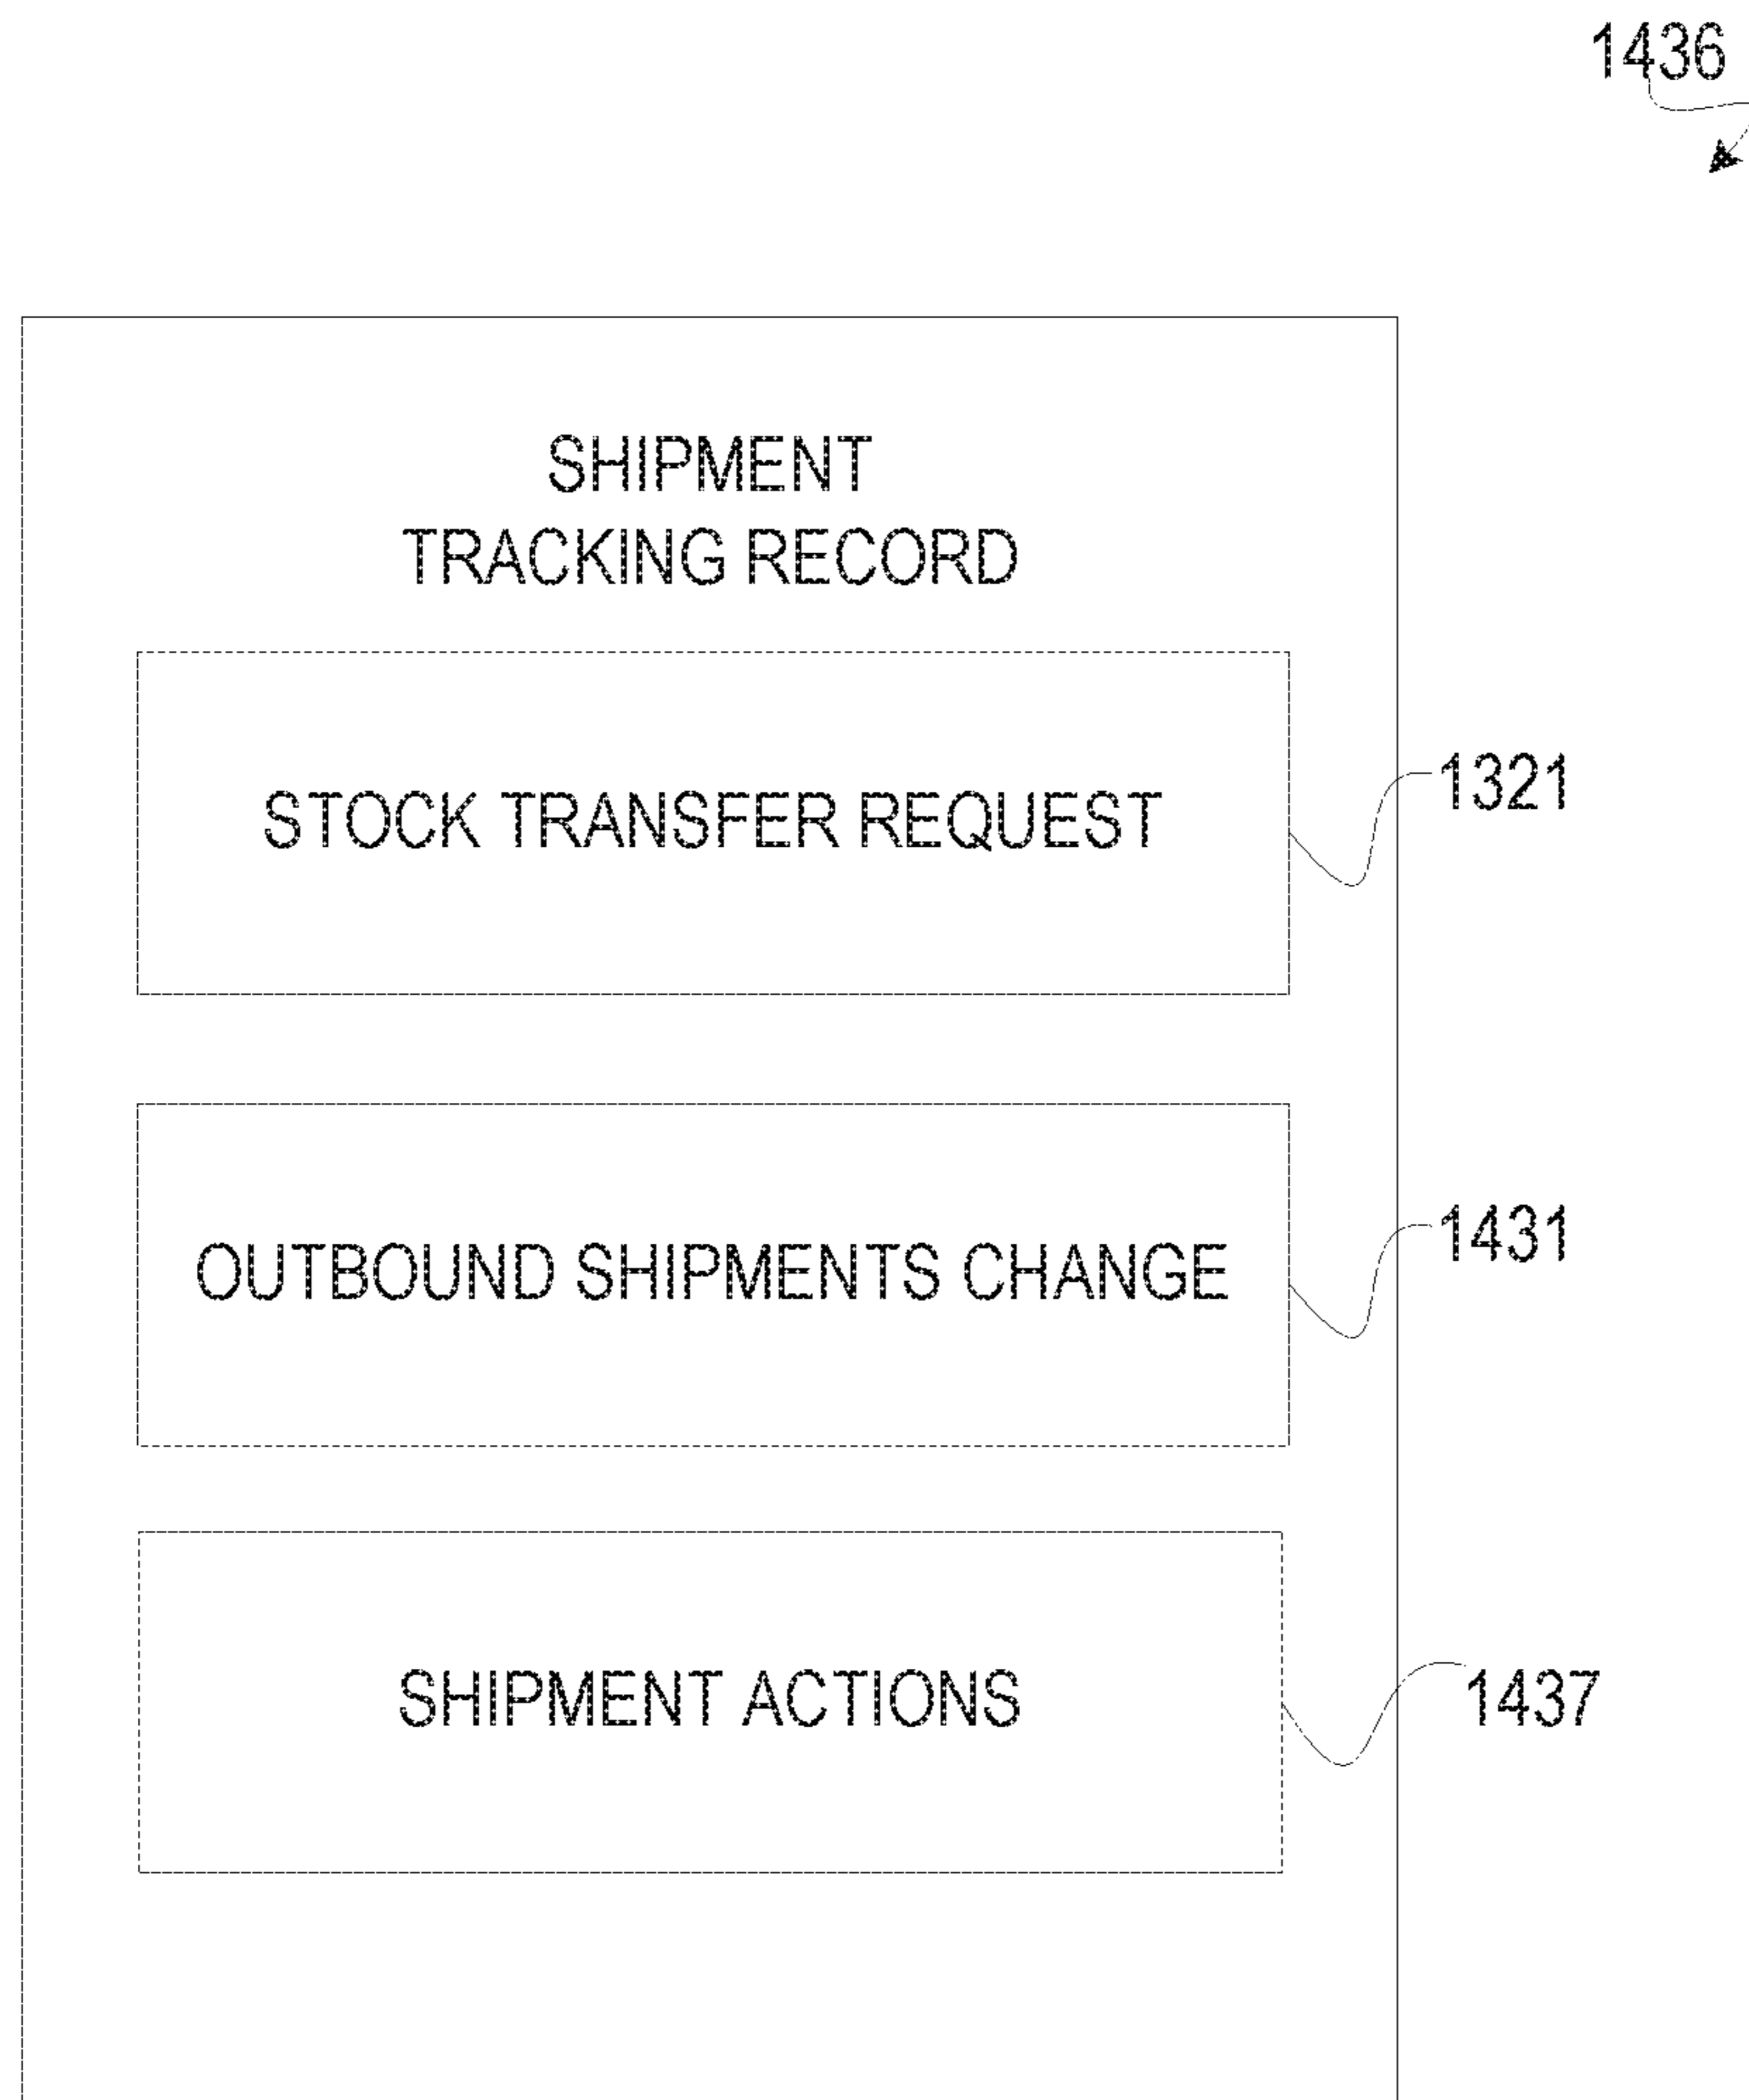 1436
SHIPMENT
TRACKING RECORD
STOCK TRANSFER REQUEST
1321
OUTBOUND SHIPMENTS CHANGE
1431
SHIPMENT ACTIONS
1437